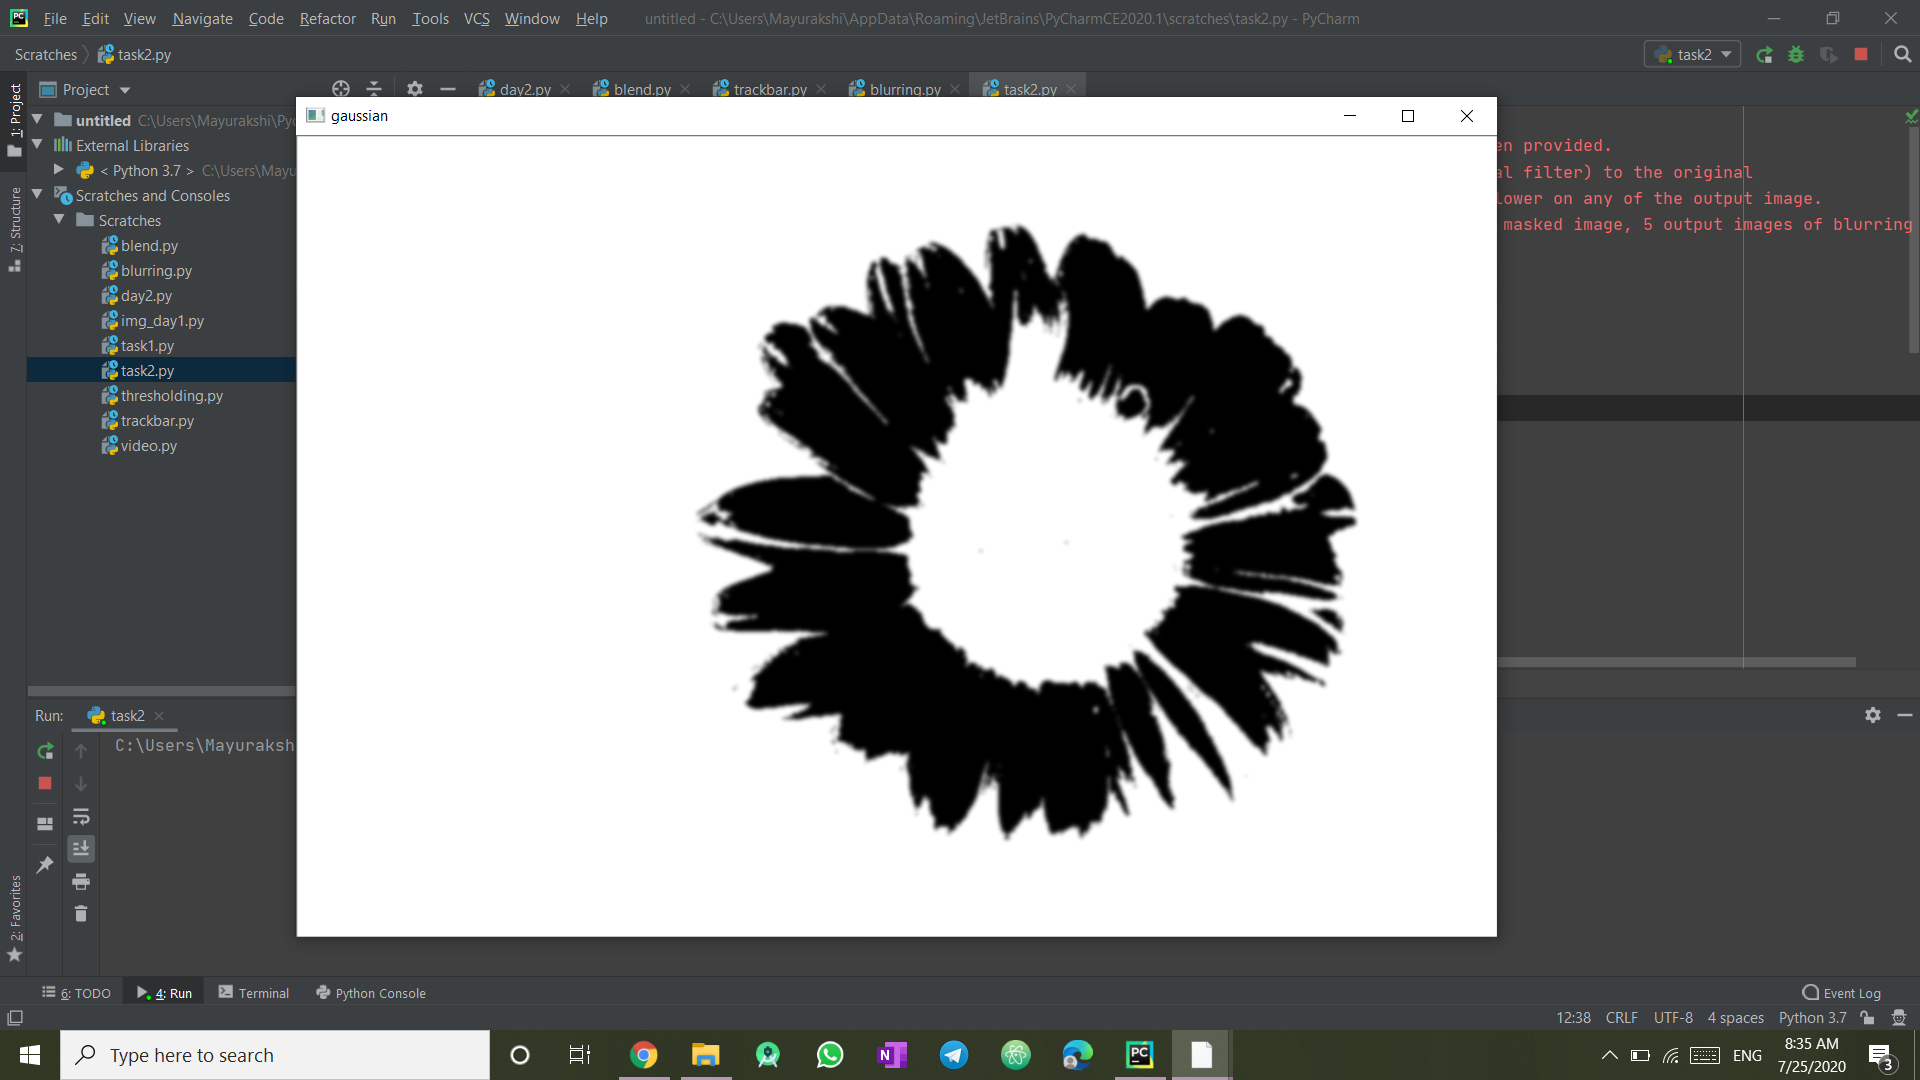 File Edit View Navigate Code Refactor Run Tools VCS Window Help untitled - C:\Users\Mayurakshi\AppData\Roaming\JetBrains\PyCharmCE2020.1\scratches\task2.py - PyCharm
Scratches task2.py task2
Project day2.py blend.py trackbar.py blurring.py task2.py
gaussian
1: Project
untitled C:\Users\Mayurakshi\Pyc
External Libraries
< Python 3.7 > C:\Users\Mayu
Scratches and Consoles
Scratches
blend.py
blurring.py
day2.py
img_day1.py
task1.py
task2.py
thresholding.py
trackbar.py
video.py
7: Structure
en provided.
al filter) to the original
lower on any of the output image.
masked image, 5 output images of blurring
Run: task2
C:\Users\Mayuraksh
2: Favorites
6: TODO 4: Run Terminal Python Console Event Log
12:38 CRLF UTF-8 4 spaces Python 3.7
Type here to search
ENG
8:35 AM
7/25/2020
3